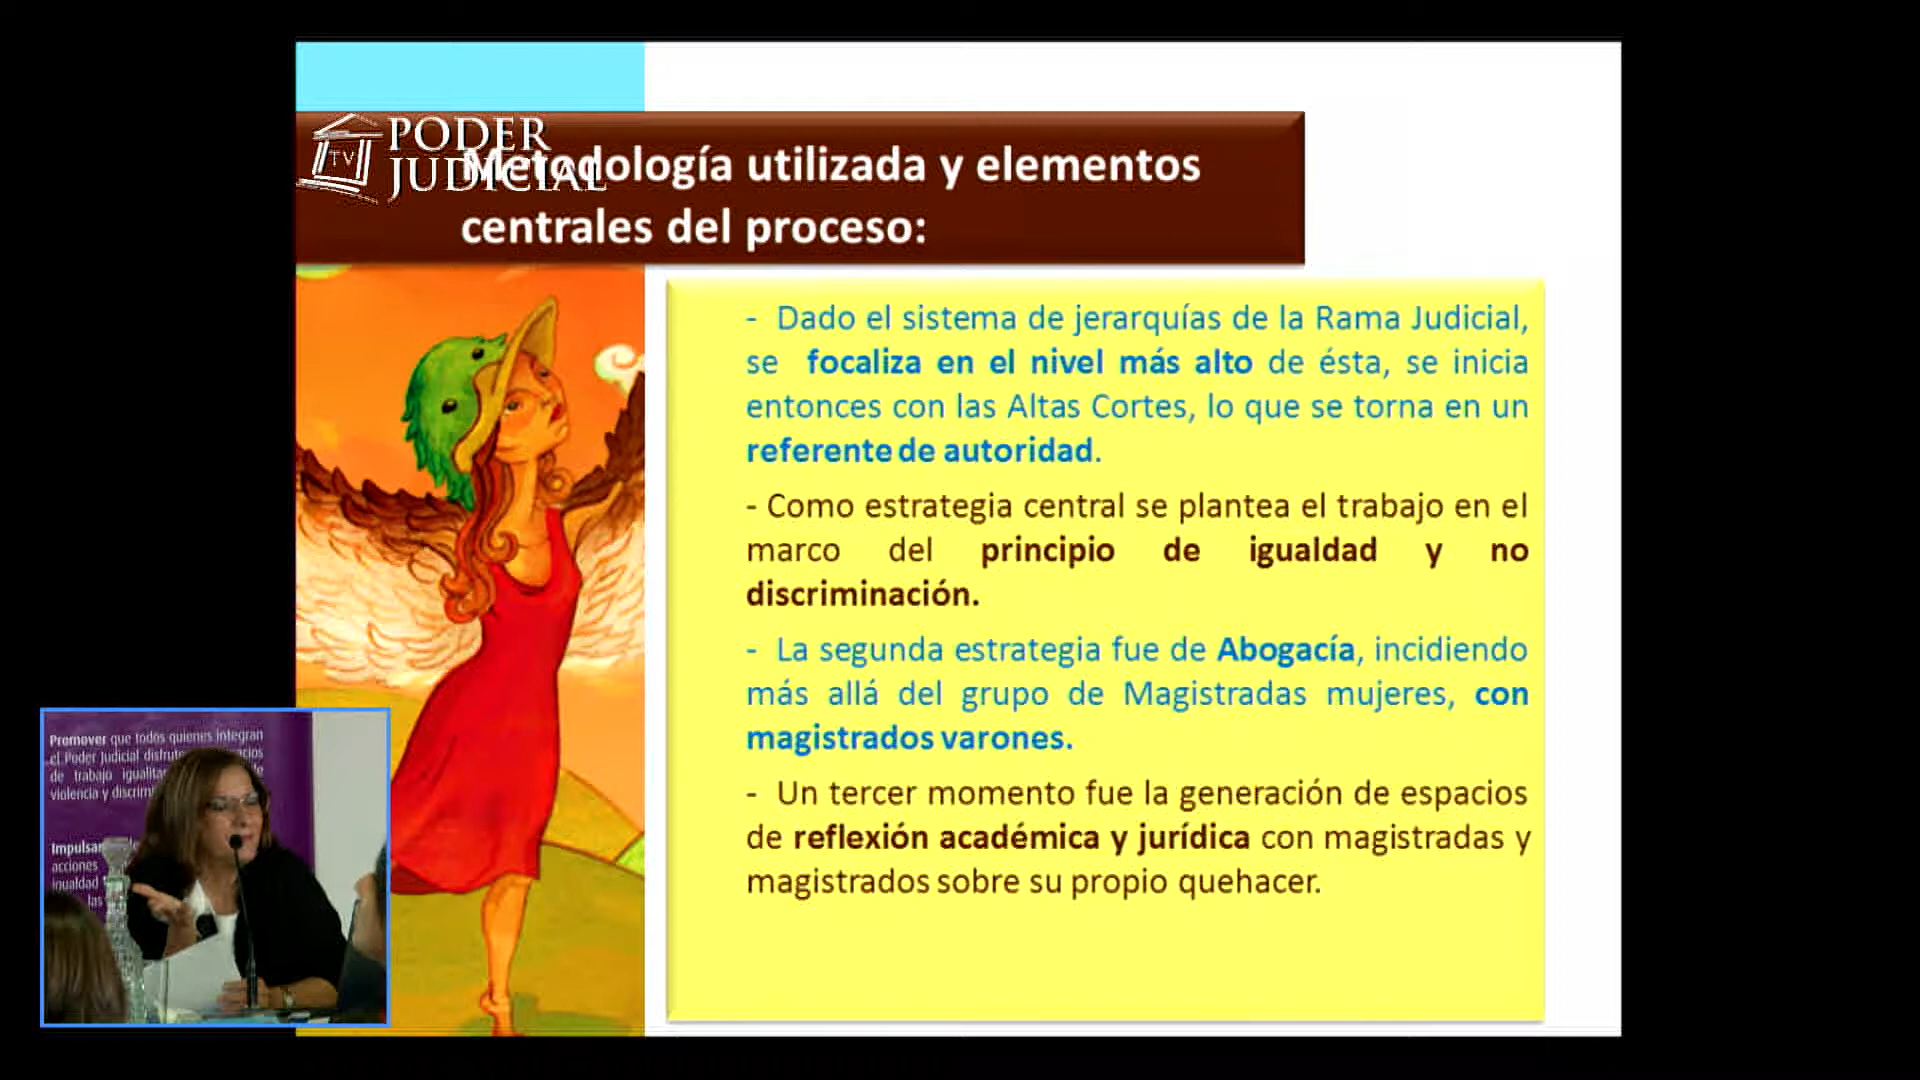 PODER
JUDICIAL
TV
Metodología utilizada y elementos
centrales del proceso:
- Dado el sistema de jerarquías de la Rama Judicial,
se focaliza en el nivel más alto de ésta, se inicia
entonces con las Altas Cortes, lo que se torna en un
referente de autoridad.
- Como estrategia central se plantea el trabajo en el
marco del principio de igualdad y no
discriminación.
- La segunda estrategia fue de Abogacía, incidiendo
más allá del grupo de Magistradas mujeres, con
magistrados varones.
- Un tercer momento fue la generación de espacios
de reflexión académica y jurídica con magistradas y
magistrados sobre su propio quehacer.
Promover que todos quienes integran
el Poder Judicial
de trabajo
violencia y
Impulsar
acciones
igualdad
las